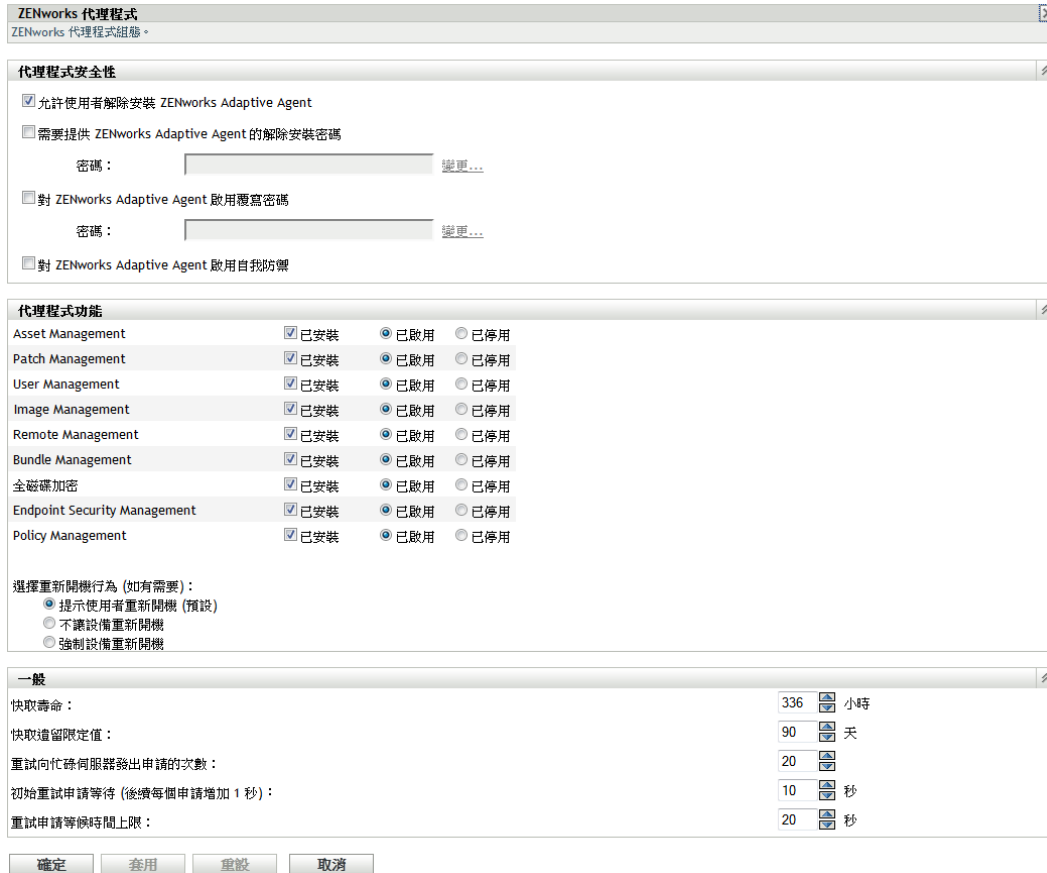 ZENworks 代理程式
ZENworks 代理程式組態。
代理程式安全性
允許使用者解除安裝 ZENworks Adaptive Agent
需要提供 ZENworks Adaptive Agent 的解除安裝密碼
密碼： 變更...
對 ZENworks Adaptive Agent 啟用覆寫密碼
密碼： 變更...
對 ZENworks Adaptive Agent 啟用自我防禦
代理程式功能
Asset Management 已安裝 已啟用 已停用
Patch Management 已安裝 已啟用 已停用
User Management 已安裝 已啟用 已停用
Image Management 已安裝 已啟用 已停用
Remote Management 已安裝 已啟用 已停用
Bundle Management 已安裝 已啟用 已停用
全磁碟加密 已安裝 已啟用 已停用
Endpoint Security Management 已安裝 已啟用 已停用
Policy Management 已安裝 已啟用 已停用
選擇重新開機行為 (如有需要)：
提示使用者重新開機 (預設)
不讓設備重新開機
強制設備重新開機
一般
快取壽命： 336 小時
快取遺留限定值： 90 天
重試向忙碌伺服器發出申請的次數： 20
初始重試申請等待 (後續每個申請增加 1 秒)： 10 秒
重試申請等候時間上限： 20 秒
確定 套用 重設 取消